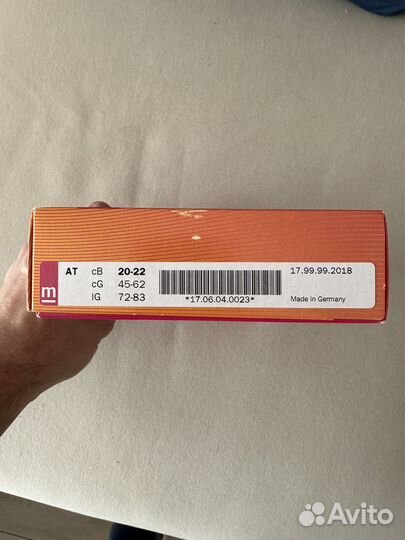 m
AT cB 20-22
cG 45-62
lG 72-83
*17.06.04.0023*
17.99.99.2018
Made in Germany
Avito